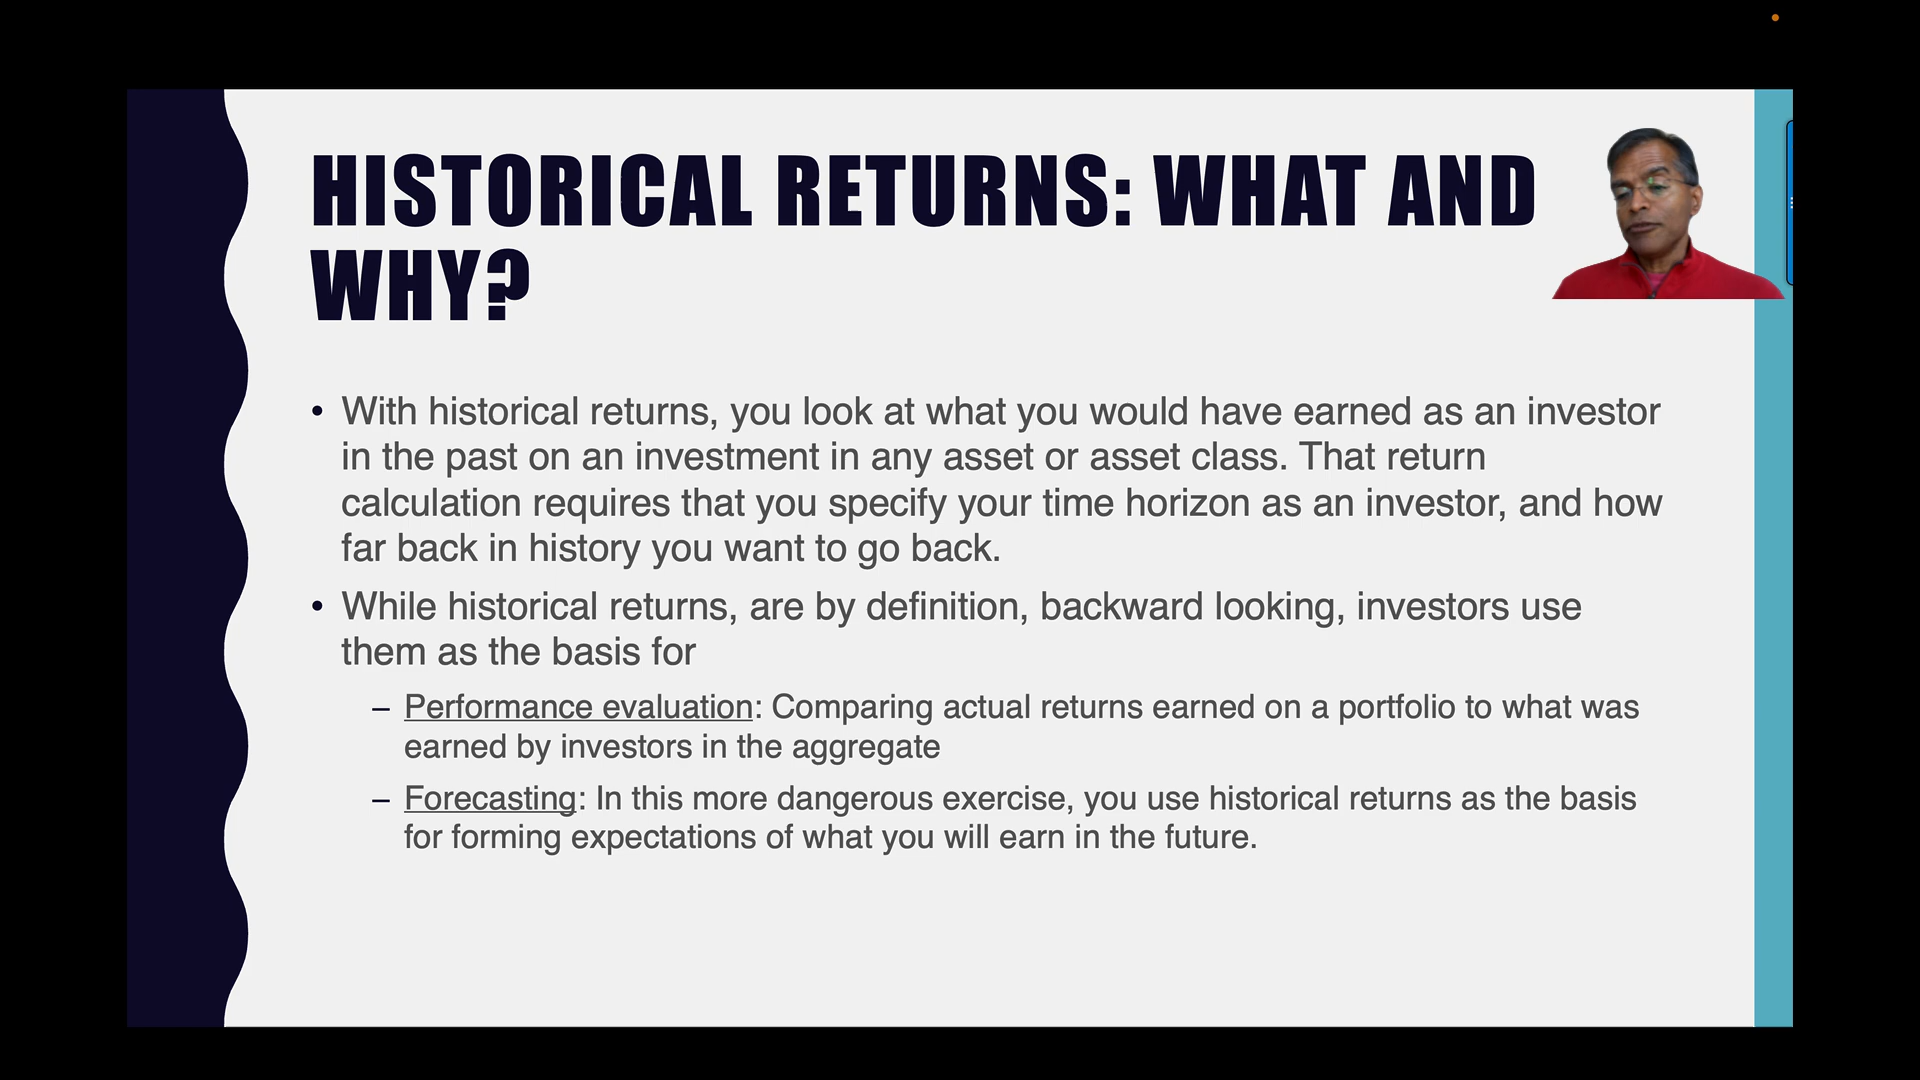 HISTORICAL RETURNS: WHAT AND
WHY?
• With historical returns, you look at what you would have earned as an investor
in the past on an investment in any asset or asset class. That return
calculation requires that you specify your time horizon as an investor, and how
far back in history you want to go back.
• While historical returns, are by definition, backward looking, investors use
them as the basis for
– Performance evaluation: Comparing actual returns earned on a portfolio to what was
earned by investors in the aggregate
– Forecasting: In this more dangerous exercise, you use historical returns as the basis
for forming expectations of what you will earn in the future.